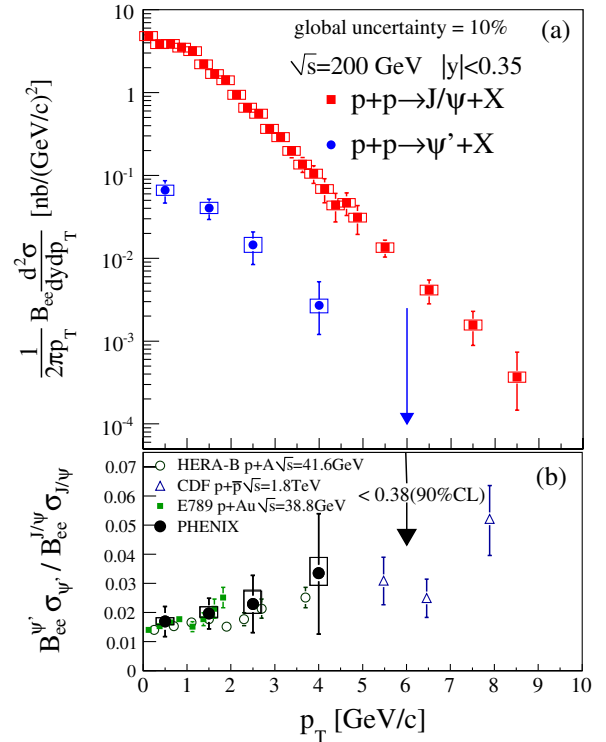 global uncertainty = 10%
(a)
√s=200 GeV |y|<0.35
p+p→J/ψ+X
p+p→ψ’+X
1/2πp_T B_ee d²σ/dydp_T [nb/(GeV/c)²]
10
1
10⁻¹
10⁻²
10⁻³
10⁻⁴
HERA-B p+A√s=41.6GeV
CDF p+p̅√s=1.8TeV
E789 p+Au√s=38.8GeV
PHENIX
(b)
< 0.38(90%CL)
B_ee^ψ’ σ_ψ’ / B_ee^J/ψ σ_J/ψ
0.07
0.06
0.05
0.04
0.03
0.02
0.01
0
0 1 2 3 4 5 6 7 8 9 10
p_T [GeV/c]